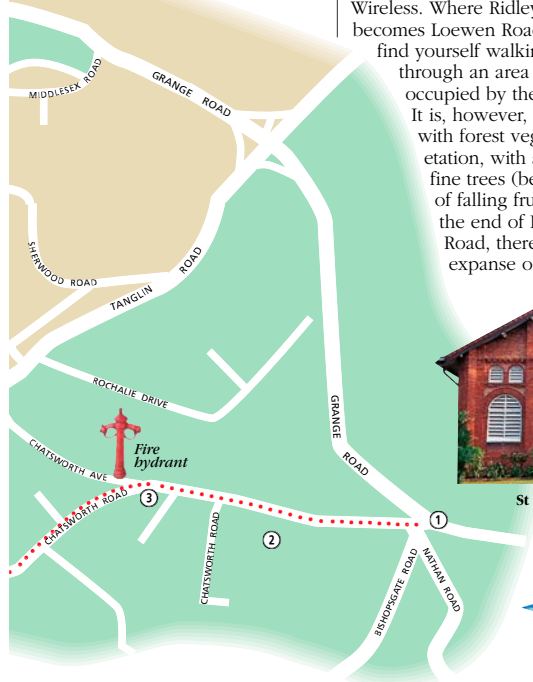 Wireless. Where Ridley
becomes Loewen Road
find yourself walkin
through an area
occupied by the
It is, however,
with forest veg
etation, with
fine trees (be
of falling fru
the end of
Road, there
expanse o
MIDDLESEX ROAD
GRANGE ROAD
SHERWOOD ROAD
TANGLIN ROAD
ROCHALIE DRIVE
GRANGE ROAD
Fire
hydrant
CHATSWORTH AVE
CHATSWORTH ROAD
3
CHATSWORTH ROAD
2
1
BISHOPSGATE ROAD
NATHAN ROAD
St